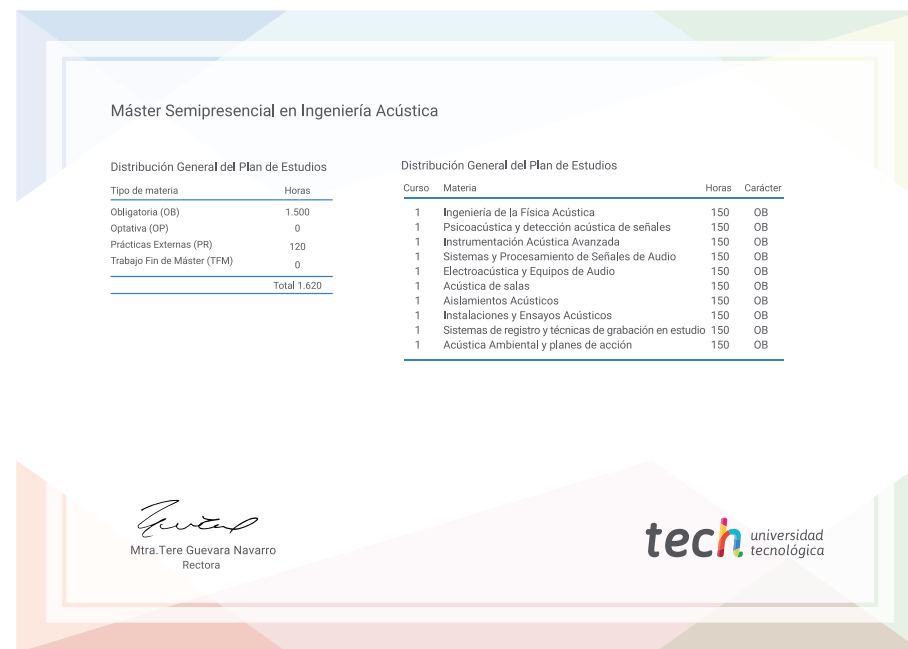 Máster Semipresencial en Ingeniería Acústica
Distribución General del Plan de Estudios
Tipo de materia Horas
Obligatoria (OB) 1.500
Optativa (OP) 0
Prácticas Externas (PR) 120
Trabajo Fin de Máster (TFM) 0
Total 1.620
Distribución General del Plan de Estudios
Curso Materia Horas Carácter
1 Ingeniería de la Física Acústica 150 OB
1 Psicoacústica y detección acústica de señales 150 OB
1 Instrumentación Acústica Avanzada 150 OB
1 Sistemas y Procesamiento de Señales de Audio 150 OB
1 Electroacústica y Equipos de Audio 150 OB
1 Acústica de salas 150 OB
1 Aislamientos Acústicos 150 OB
1 Instalaciones y Ensayos Acústicos 150 OB
1 Sistemas de registro y técnicas de grabación en estudio 150 OB
1 Acústica Ambiental y planes de acción 150 OB
Mtra.Tere Guevara Navarro
Rectora
tech universidad
tecnológica